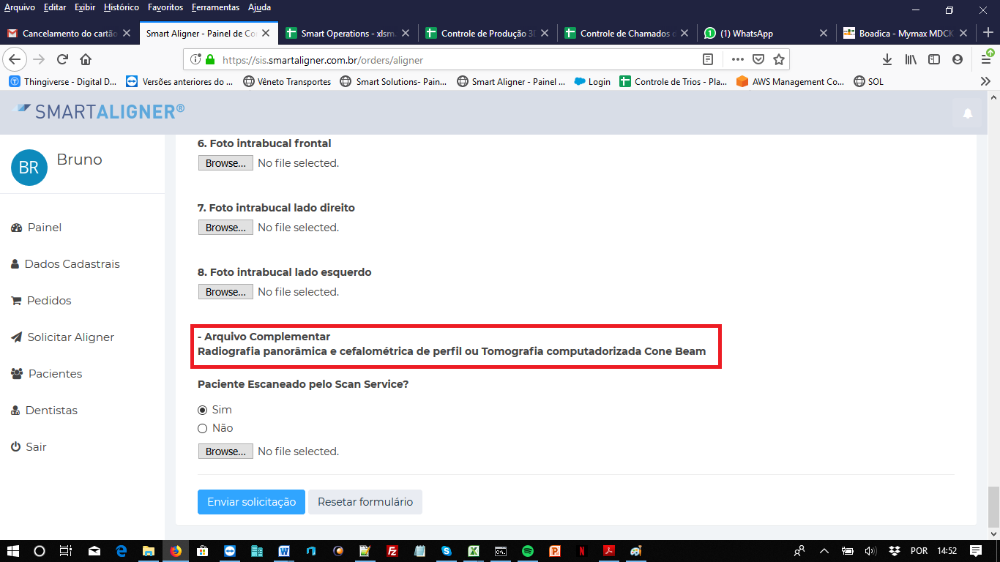 Arquivo Editar Exibir Histórico Favoritos Ferramentas Ajuda
Cancelamento do cartão
Smart Aligner - Painel de Co
Smart Operations - xlsm.
Controle de Produção 3
Controle de Chamados
(1) WhatsApp
Boadica - Mymax MDCK
https://sis.smartaligner.com.br/orders/aligner
Thingiverse - Digital D... Versões anteriores do ... Vêneto Transportes Smart Solutions- Pain... Smart Aligner - Painel ... Login Controle de Trios - Pla... AWS Management Co... SOL
SMARTALIGNER®
BR
Bruno
Painel
Dados Cadastrais
Pedidos
Solicitar Aligner
Pacientes
Dentistas
Sair
6. Foto intrabucal frontal
Browse... No file selected.
7. Foto intrabucal lado direito
Browse... No file selected.
8. Foto intrabucal lado esquerdo
Browse... No file selected.
- Arquivo Complementar
Radiografia panorâmica e cefalométrica de perfil ou Tomografia computadorizada Cone Beam
Paciente Escaneado pelo Scan Service?
Sim
Não
Browse... No file selected.
Enviar solicitação Resetar formulário
POR 14:52